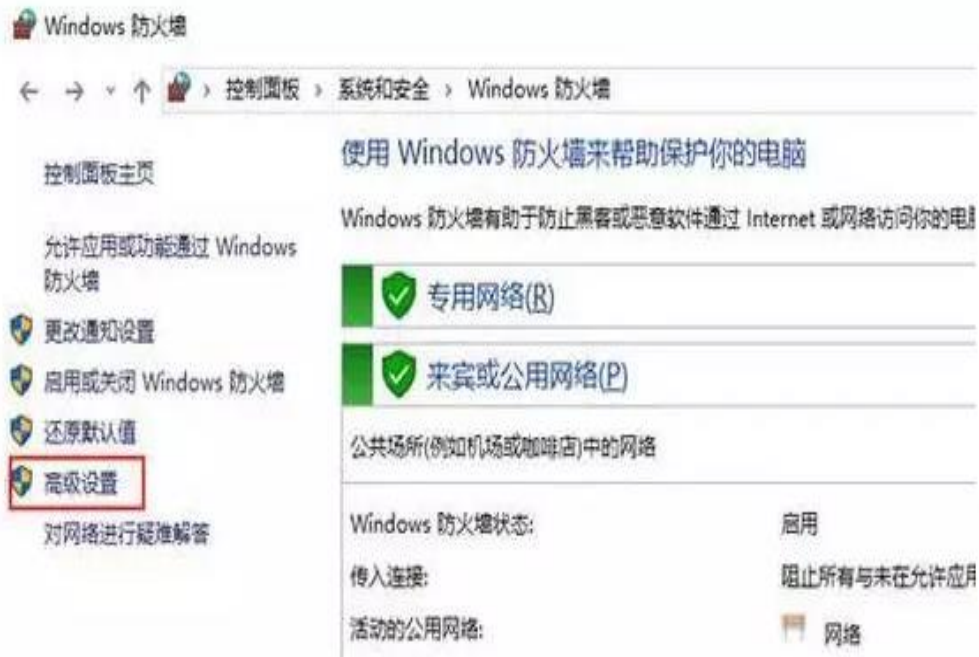 Windows 防火墙
控制面板 › 系统和安全 › Windows 防火墙
控制面板主页
允许应用或功能通过 Windows
防火墙
更改通知设置
启用或关闭 Windows 防火墙
还原默认值
高级设置
对网络进行疑难解答
使用 Windows 防火墙来帮助保护你的电脑
Windows 防火墙有助于防止黑客或恶意软件通过 Internet 或网络访问你的电脑
专用网络(R)
来宾或公用网络(P)
公共场所(例如机场或咖啡店)中的网络
Windows 防火墙状态: 启用
传入连接: 阻止所有与未在允许应用
活动的公用网络: 网络